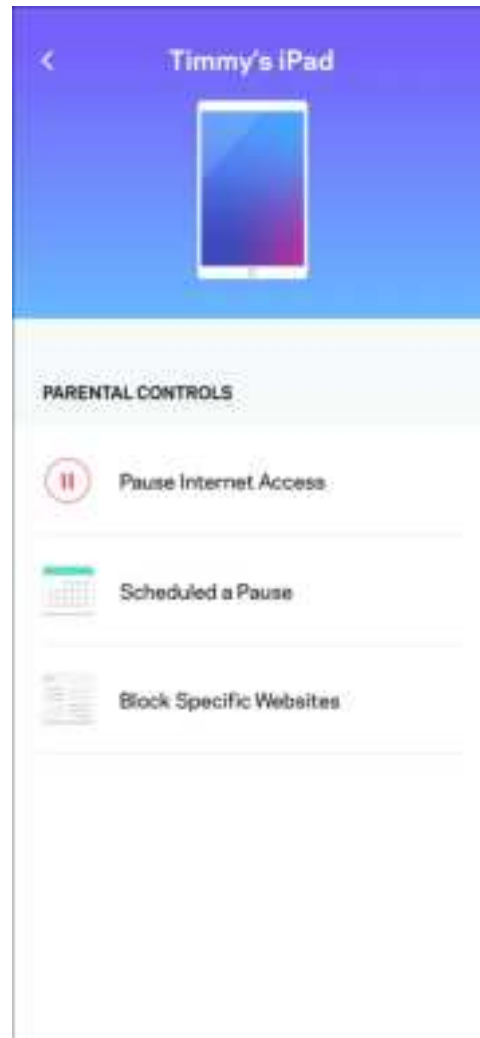 Timmy's iPad
PARENTAL CONTROLS
Pause Internet Access
Scheduled a Pause
Block Specific Websites